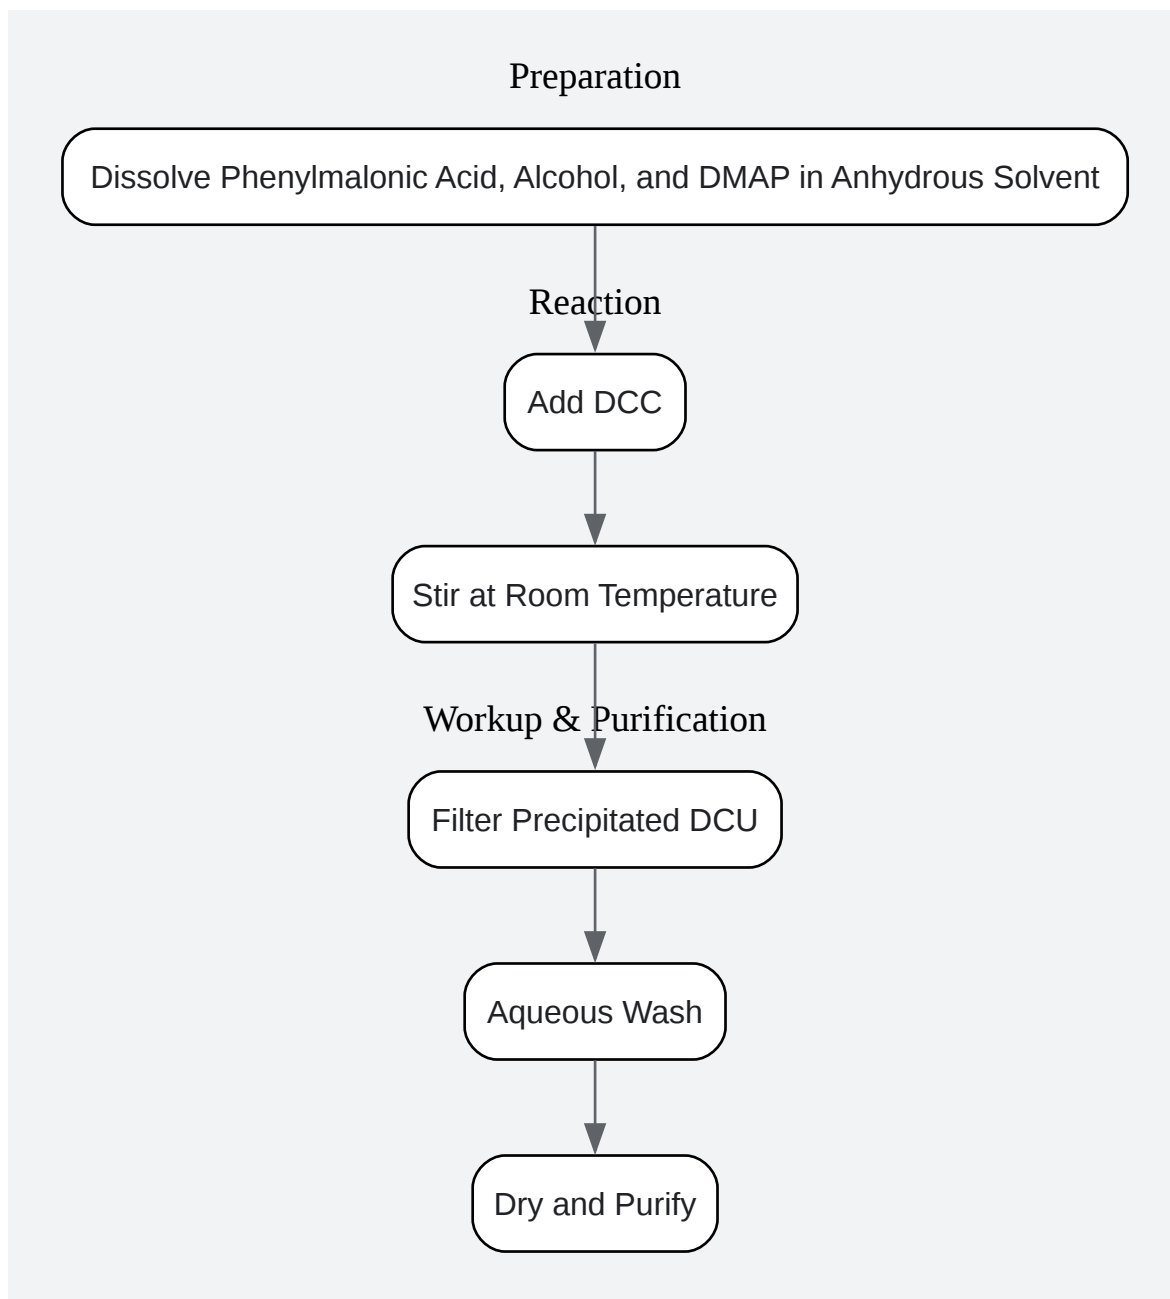 Preparation
Dissolve Phenylmalonic Acid, Alcohol, and DMAP in Anhydrous Solvent
Reaction
Add DCC
Stir at Room Temperature
Workup & Purification
Filter Precipitated DCU
Aqueous Wash
Dry and Purify